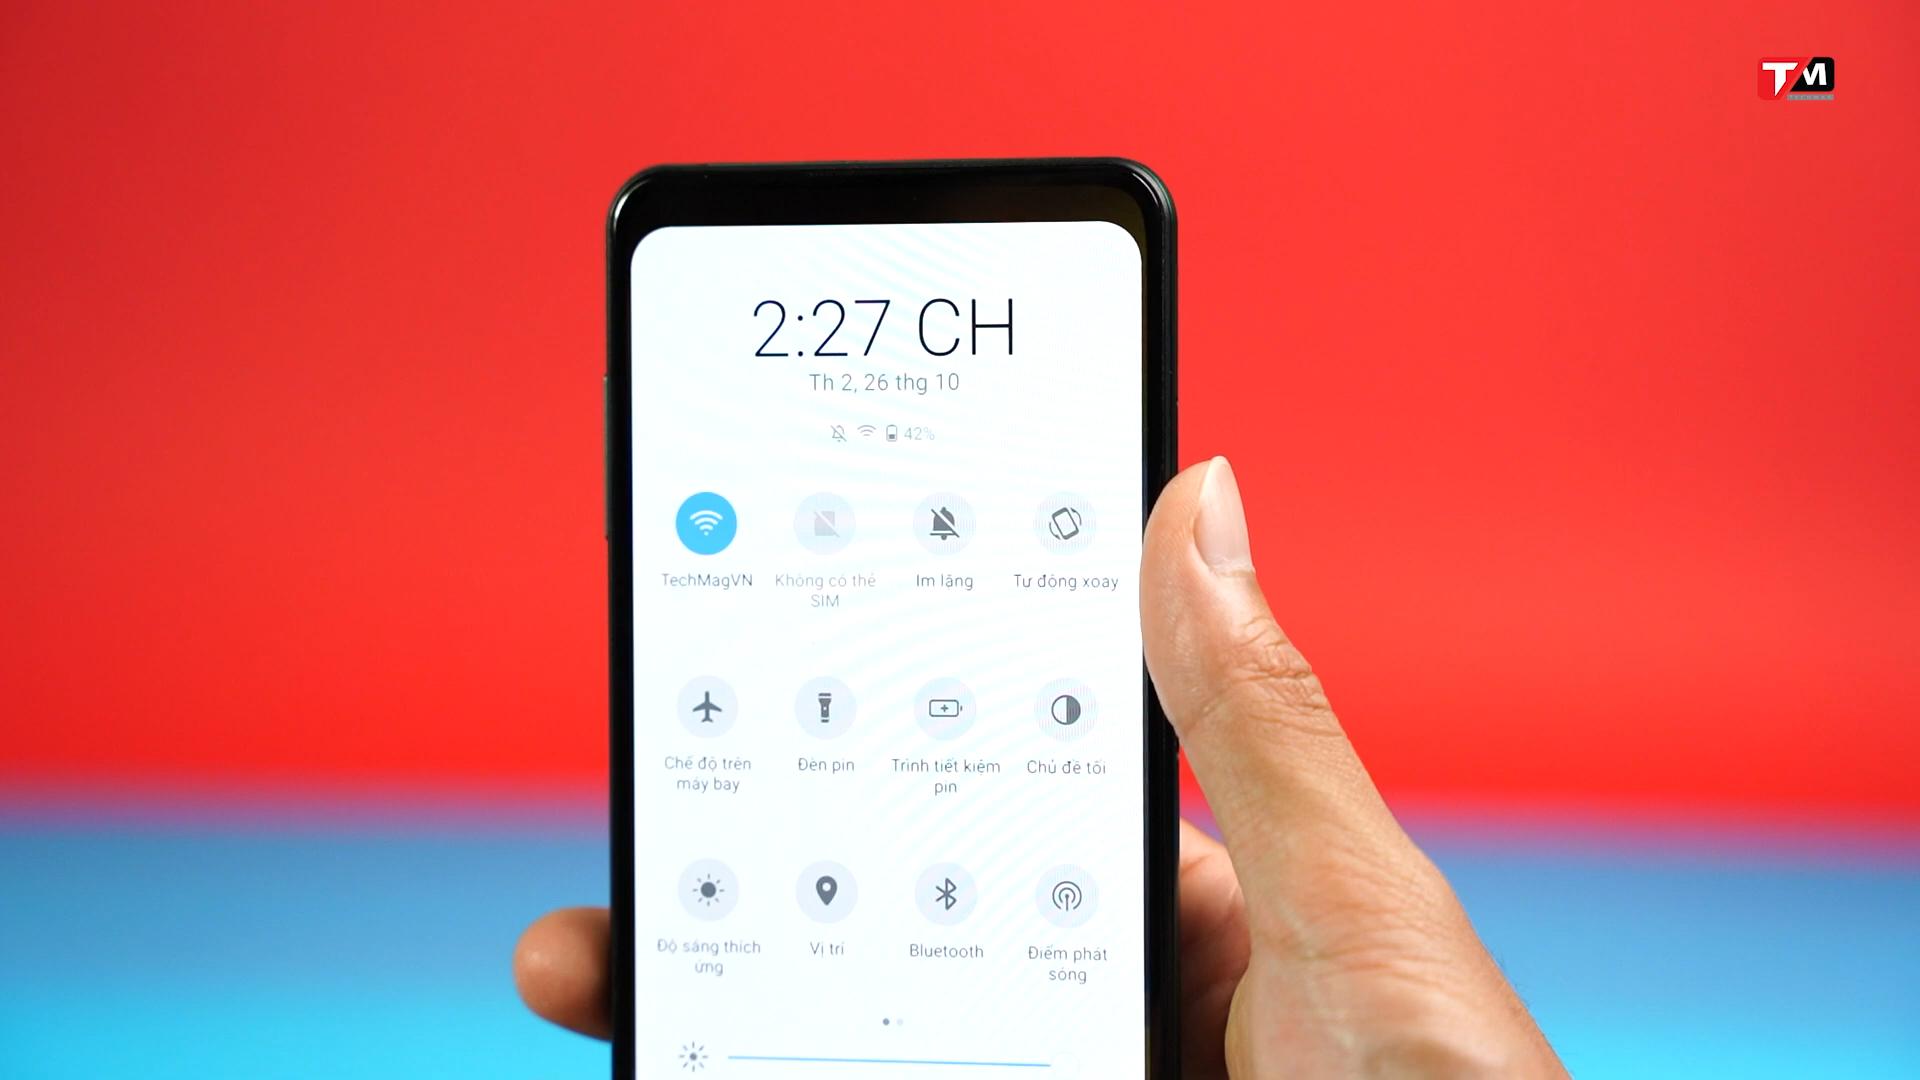 TM
2:27 CH
Th 2, 26 thg 10
42%
TechMagVN
Không có thẻ
SIM
Im lặng
Tự động xoay
Chế độ trên
máy bay
Đèn pin
Trình tiết kiệm
pin
Chủ đề tối
Độ sáng thích
ứng
Vị trí
Bluetooth
Điểm phát
sóng